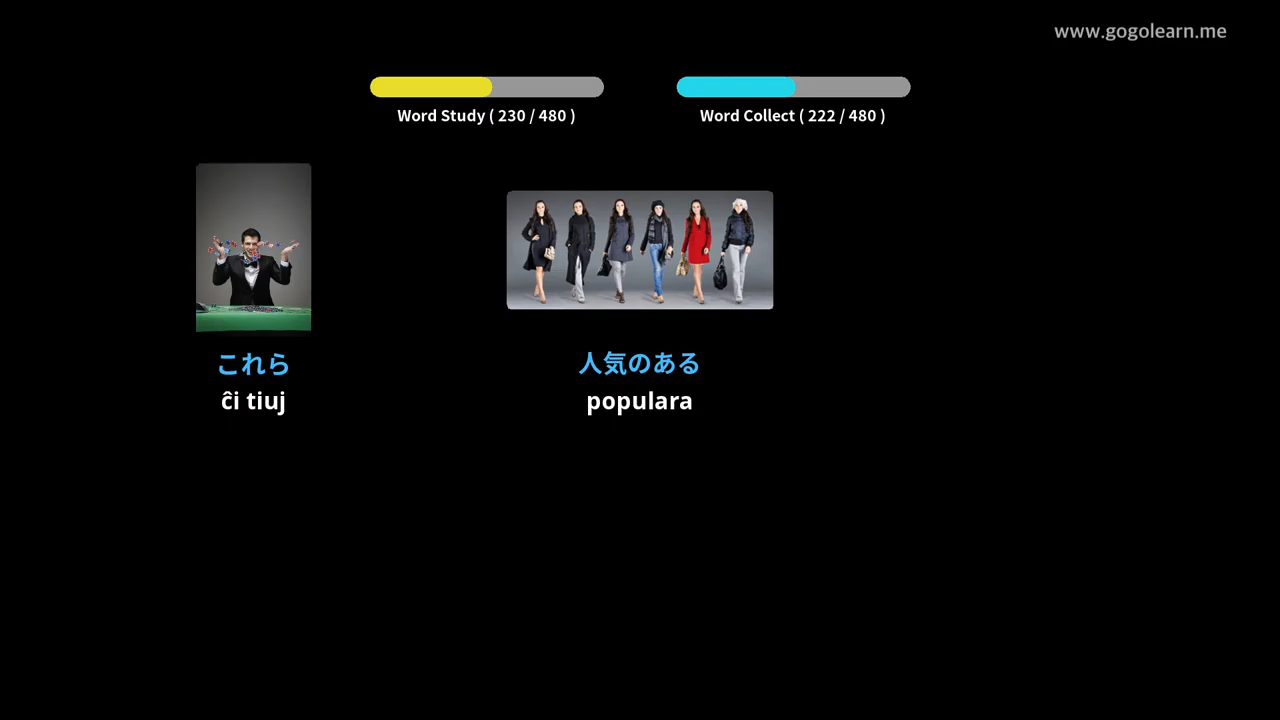 www.gogolearn.me
Word Study ( 230 / 480 )
Word Collect ( 222 / 480 )
これら
ĉi tiuj
人気のある
populara